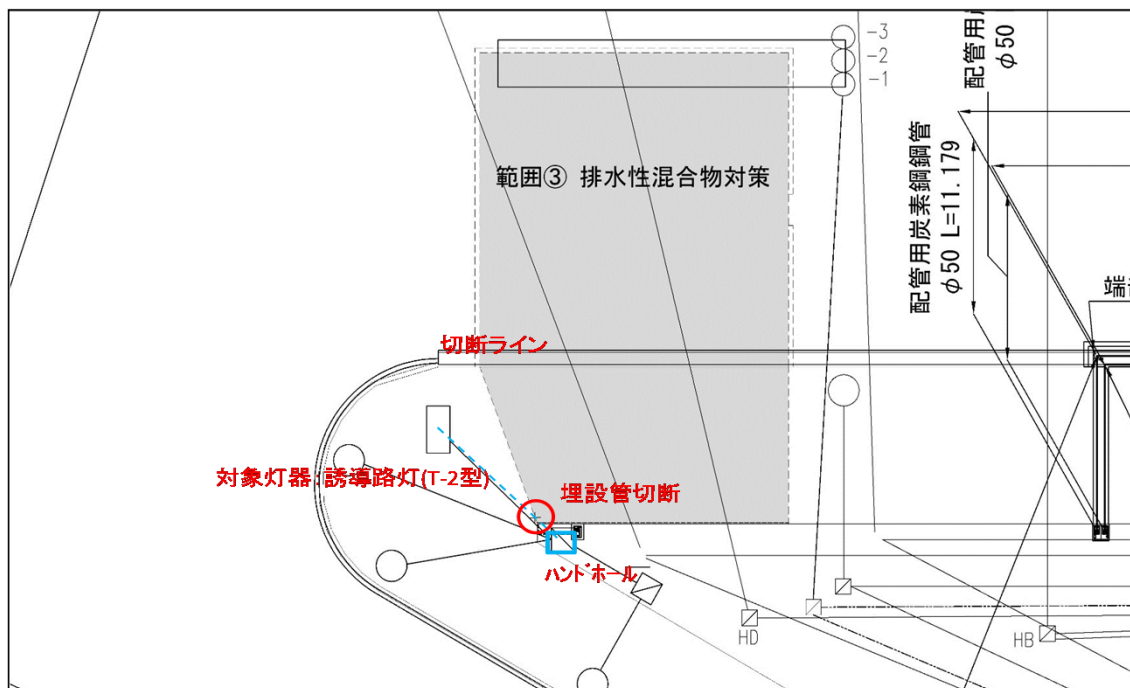 -3
-2
-1
配管用
φ50
範囲③ 排水性混合物対策
配管用炭素鋼鋼管
φ50 L=11.179
切断ライン
対象灯器:誘導路灯(T-2型)
埋設管切断
ハンドホール
HD
HB